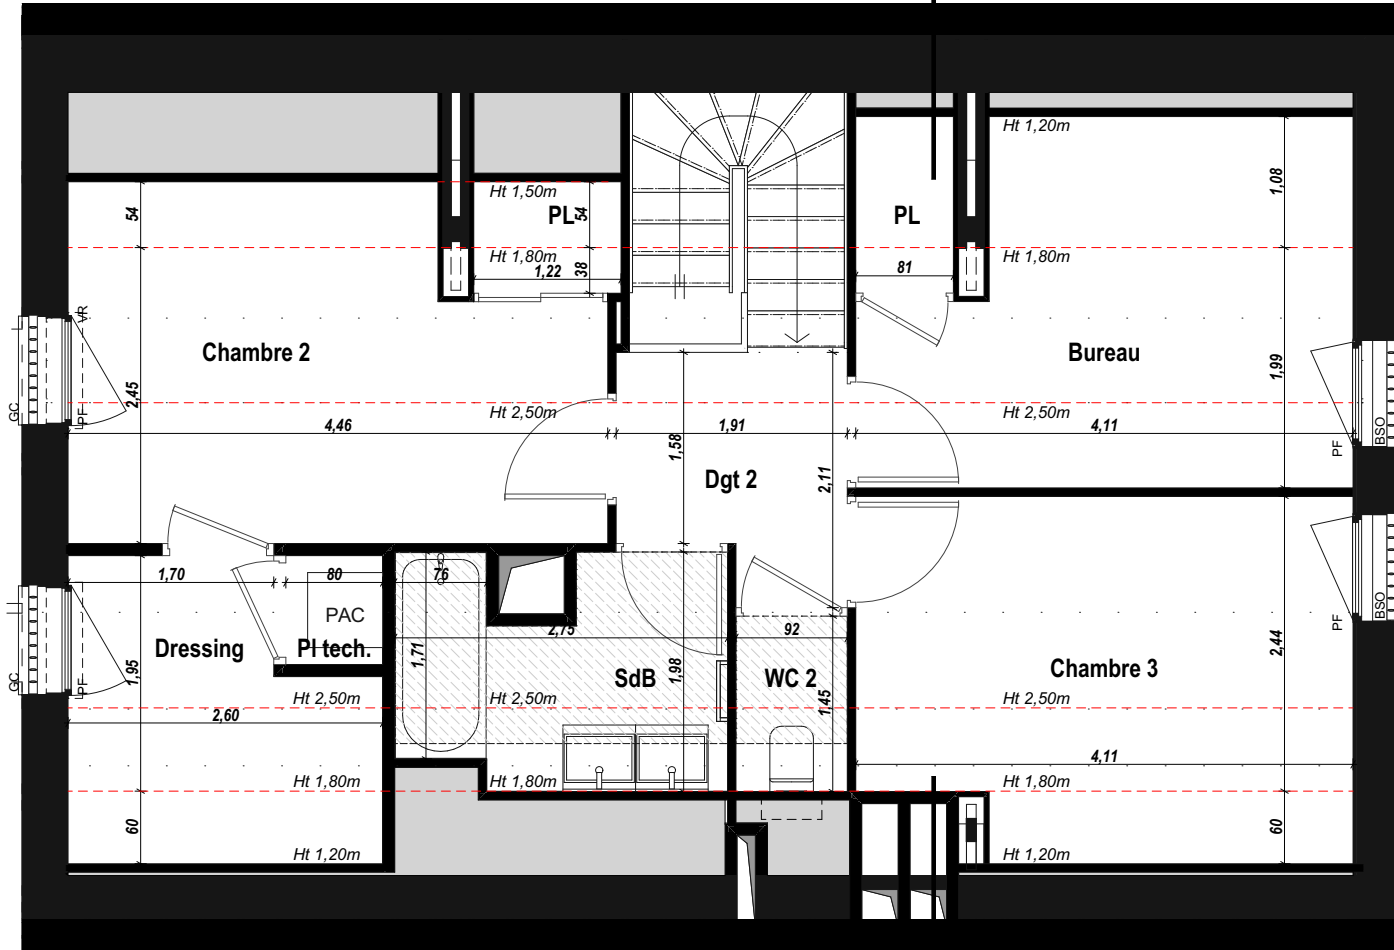 Ht 1,20m
Ht 1,50m
54
PL
54
PL
1,08
Ht 1,80m
Ht 1,80m
1,22
38
81
VR
Chambre 2
Bureau
2,45
1,99
GC
PF
Ht 2,50m
Ht 2,50m
4,46
1,91
4,11
BSO
PF
1,58
Dgt 2
2,11
1,70
80
76
PAC
BSO
PF
Dressing
Pl tech.
2,75
92
1,71
1,98
SdB
WC 2
Chambre 3
2,44
1,95
GC
PF
Ht 2,50m
Ht 2,50m
1,45
Ht 2,50m
2,60
4,11
Ht 1,80m
Ht 1,80m
Ht 1,80m
60
60
Ht 1,20m
Ht 1,20m